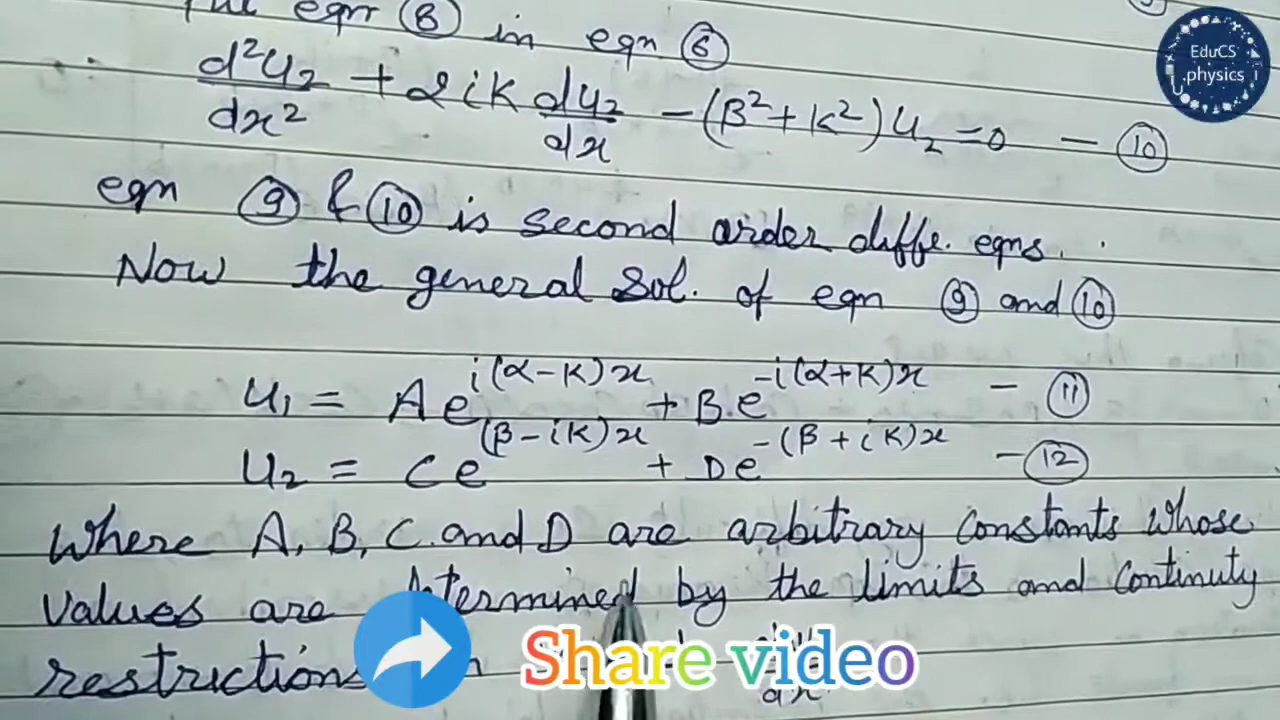 eqn ⑧ in eqn ⑥
d²u₂/dx² + 2iK du₂/dx - (β² + K²)u₂ = 0 - ⑩
eqn ⑨ & ⑩ is second order diffe. eqns.
Now the general Sol. of eqn ⑨ and ⑩
u₁ = Ae^{i(α-K)x} + B.e^{-i(α+K)x} - ⑪
u₂ = Ce^{(β-iK)x} + De^{-(β+iK)x} - ⑫
Where A, B, C and D are arbitrary constants whose
values are determined by the limits and continuity
restrictions
Share video
EduCS
.physics